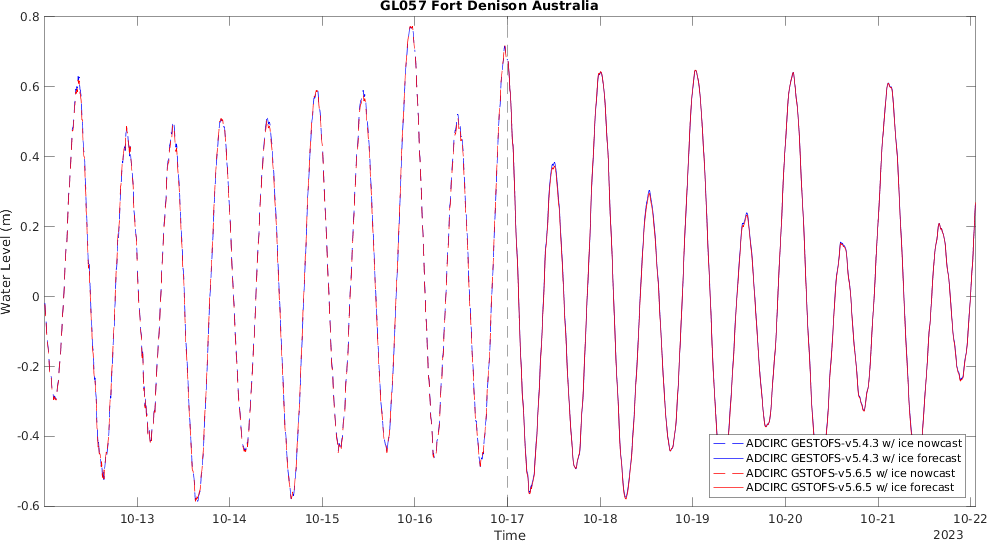 GL057 Fort Denison Australia
0.8
0.6
0.4
0.2
0
-0.2
-0.4
-0.6
Water Level (m)
10-13 10-14 10-15 10-16 10-17 10-18 10-19 10-20 10-21 10-22
Time
2023
ADCIRC GESTOFS-v5.4.3 w/ ice nowcast
ADCIRC GESTOFS-v5.4.3 w/ ice forecast
ADCIRC GSTOFS-v5.6.5 w/ ice nowcast
ADCIRC GSTOFS-v5.6.5 w/ ice forecast